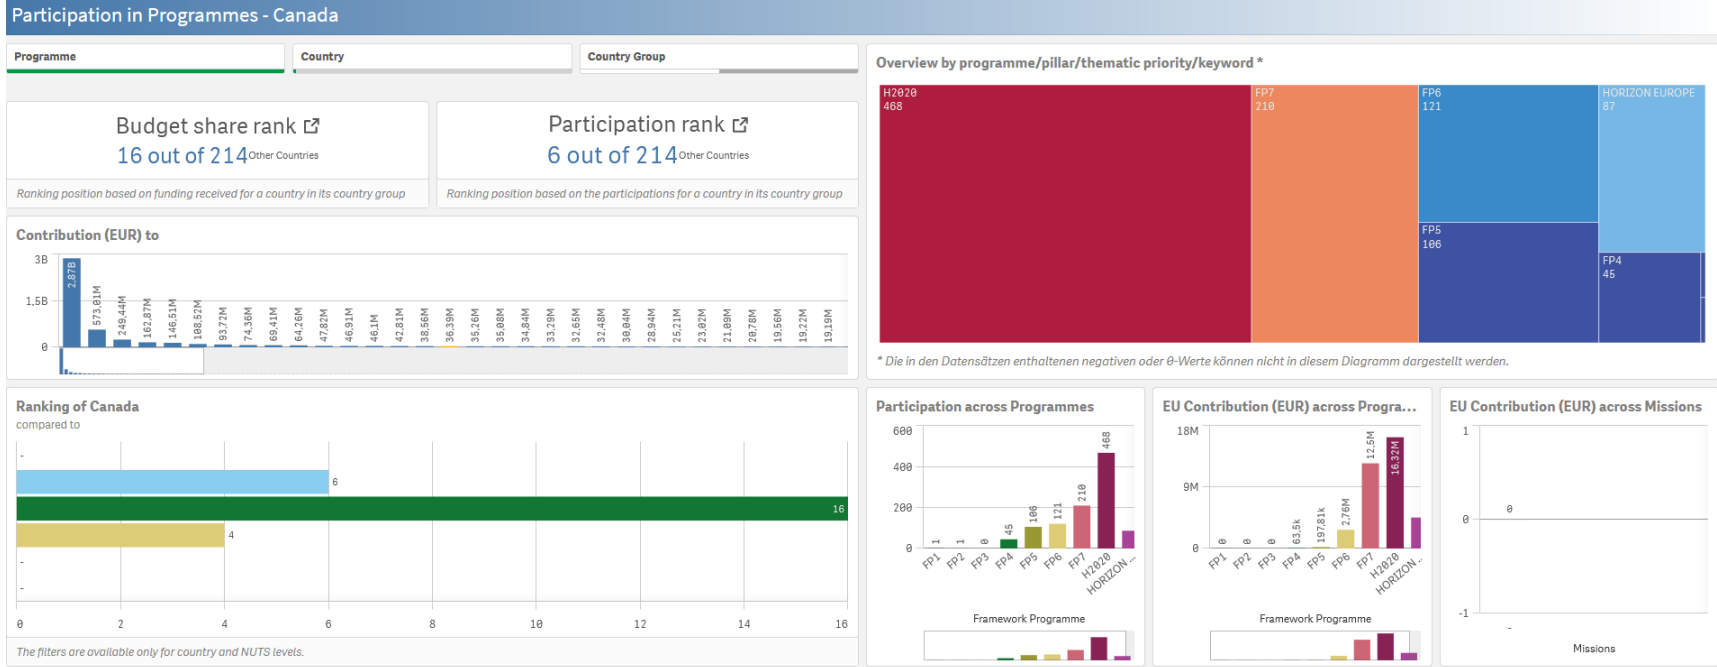 Participation in Programmes - Canada
Programme
Country
Country Group
Budget share rank
16 out of 214 Other Countries
Ranking position based on funding received for a country in its country group
Participation rank
6 out of 214 Other Countries
Ranking position based on the participations for a country in its country group
Contribution (EUR) to
3B
1,5B
0
2,87B
573,01M
249,44M
162,87M
146,51M
108,52M
93,72M
74,36M
69,41M
64,26M
47,82M
46,91M
46,1M
42,81M
38,56M
36,39M
35,26M
35,08M
34,84M
33,29M
32,65M
32,48M
30,04M
28,94M
25,21M
23,02M
21,09M
20,78M
19,56M
19,22M
19,19M
Overview by programme/pillar/thematic priority/keyword *
H2020
468
FP7
210
FP6
121
FP5
106
HORIZON EUROPE
87
FP4
45
* Die in den Datensätzen enthaltenen negativen oder 0-Werte können nicht in diesem Diagramm dargestellt werden.
Ranking of Canada
compared to
-
6
16
4
-
-
0 2 4 6 8 10 12 14 16
The filters are available only for country and NUTS levels.
Participation across Programmes
600
400
200
0
1
1
0
45
106
121
210
468
FP1 FP2 FP3 FP4 FP5 FP6 FP7 H2020 HORIZON ...
Framework Programme
EU Contribution (EUR) across Progra...
18M
9M
0
0
0
0
63,5k
197,81k
2,76M
12,5M
16,32M
FP1 FP2 FP3 FP4 FP5 FP6 FP7 H2020 HORIZON ...
Framework Programme
EU Contribution (EUR) across Missions
1
0
-1
0
-
Missions